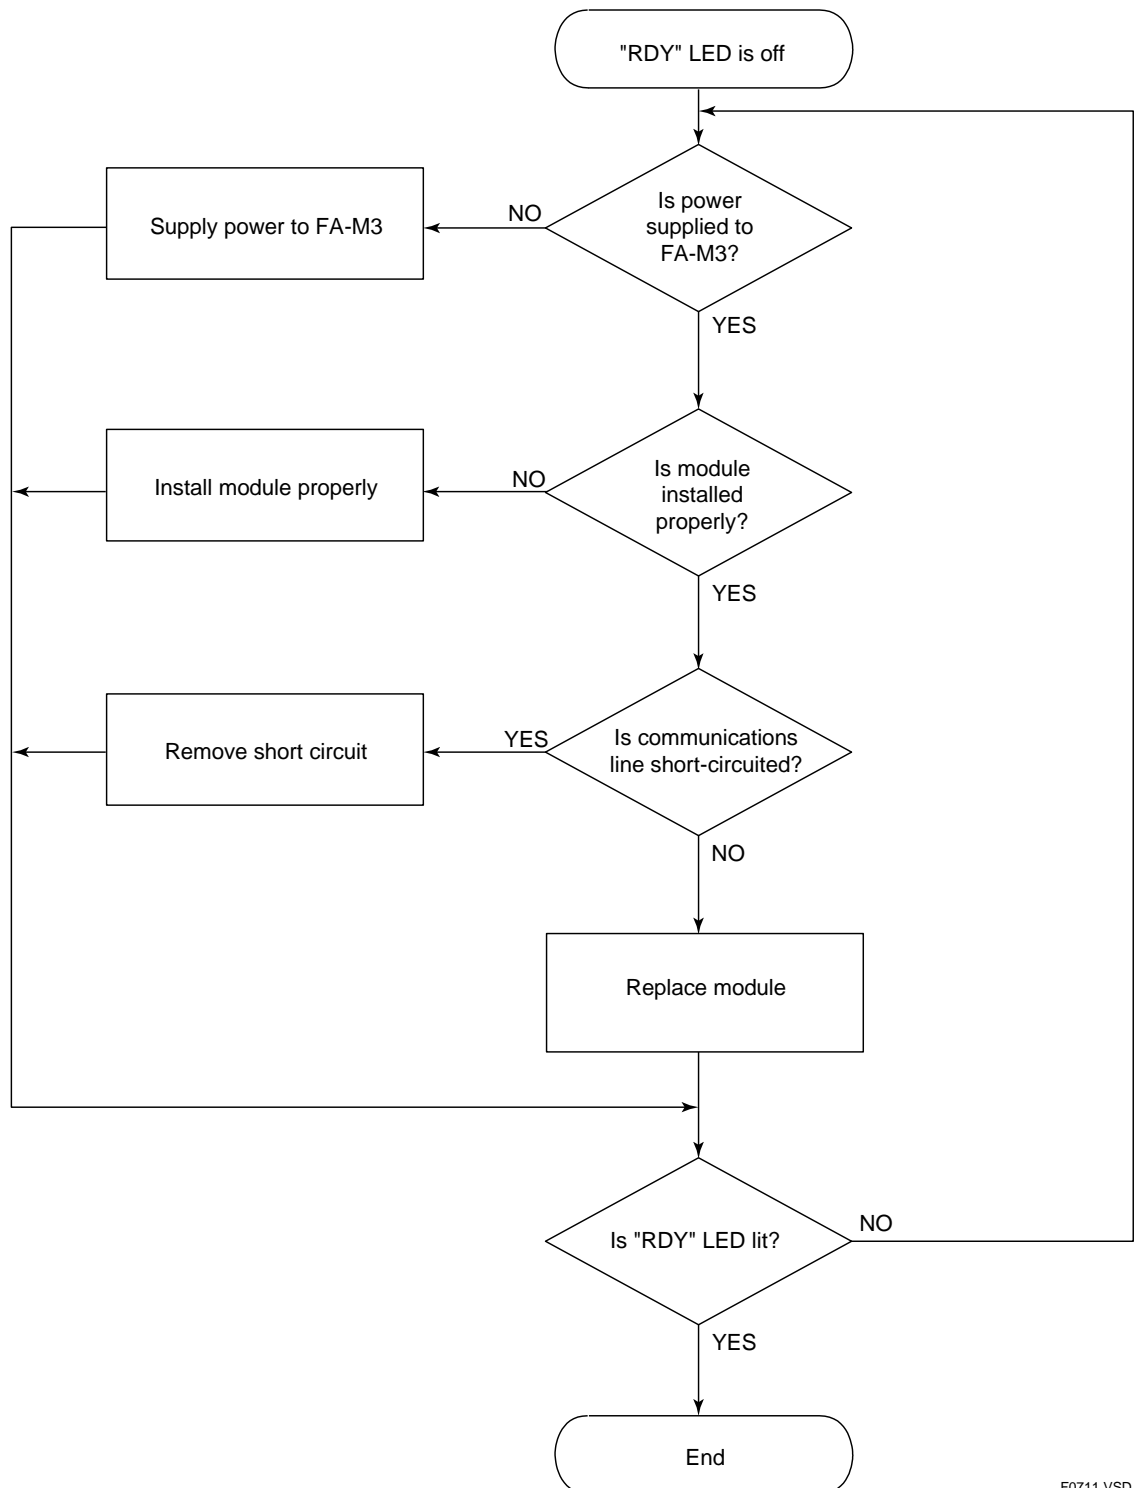 "RDY" LED is off
Is power
supplied to
FA-M3?
NO
Supply power to FA-M3
YES
Is module
installed
properly?
NO
Install module properly
YES
Is communications
line short-circuited?
YES
Remove short circuit
NO
Replace module
Is "RDY" LED lit?
NO
YES
End
F0711.VSD